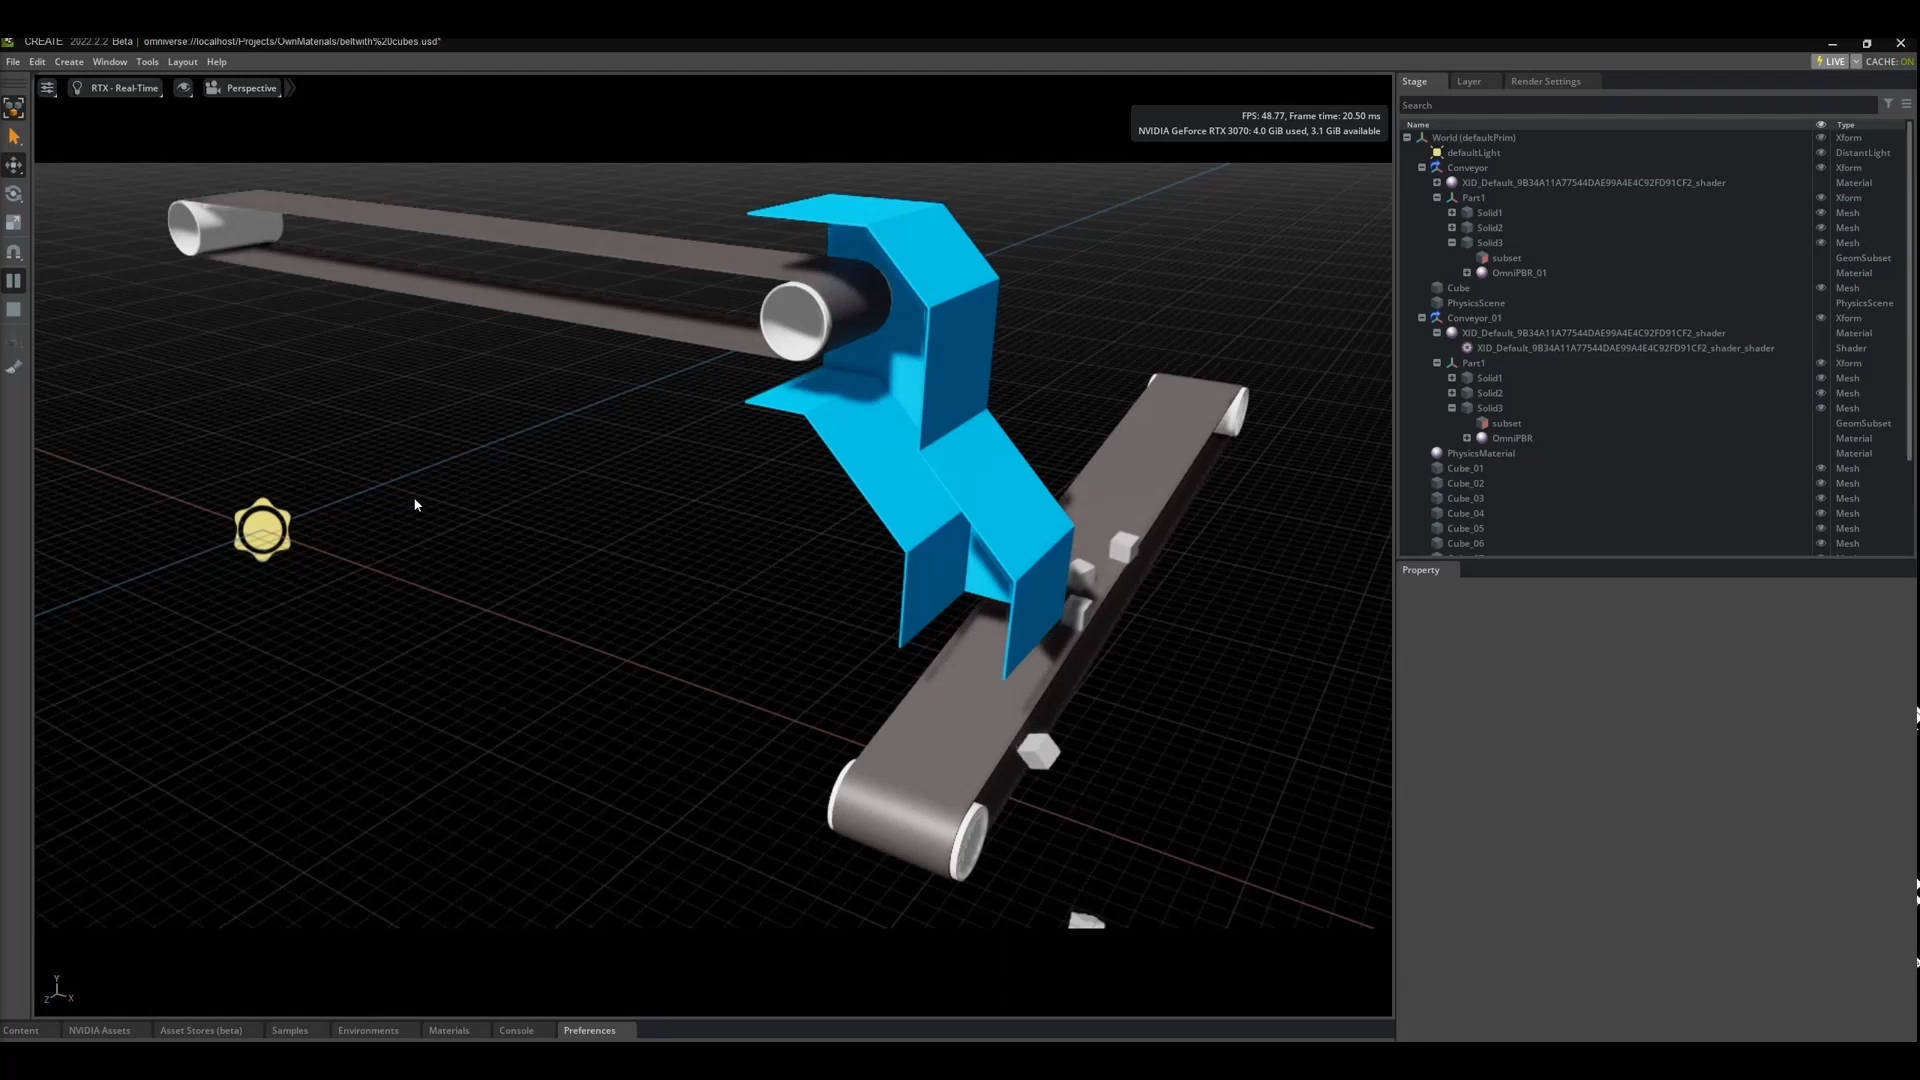 CREATE 2022.2.2 Beta | omniverse://localhost/Projects/OwnMaterials/beltwith%20cubes.usd*
File Edit Create Window Tools Layout Help
LIVE CACHE: ON
RTX - Real-Time Perspective
FPS: 48.77, Frame time: 20.50 ms
NVIDIA GeForce RTX 3070: 4.0 GiB used, 3.1 GiB available
Stage Layer Render Settings
Search
Name Type
World (defaultPrim) Xform
defaultLight DistantLight
Conveyor Xform
XID_Default_9B34A11A77544DAE99A4E4C92FD91CF2_shader Material
Part1 Xform
Solid1 Mesh
Solid2 Mesh
Solid3 Mesh
subset GeomSubset
OmniPBR_01 Material
Cube Mesh
PhysicsScene PhysicsScene
Conveyor_01 Xform
XID_Default_9B34A11A77544DAE99A4E4C92FD91CF2_shader Material
XID_Default_9B34A11A77544DAE99A4E4C92FD91CF2_shader_shader Shader
Part1 Xform
Solid1 Mesh
Solid2 Mesh
Solid3 Mesh
subset GeomSubset
OmniPBR Material
PhysicsMaterial Material
Cube_01 Mesh
Cube_02 Mesh
Cube_03 Mesh
Cube_04 Mesh
Cube_05 Mesh
Cube_06 Mesh
Property
Y
Z X
Content NVIDIA Assets Asset Stores (beta) Samples Environments Materials Console Preferences